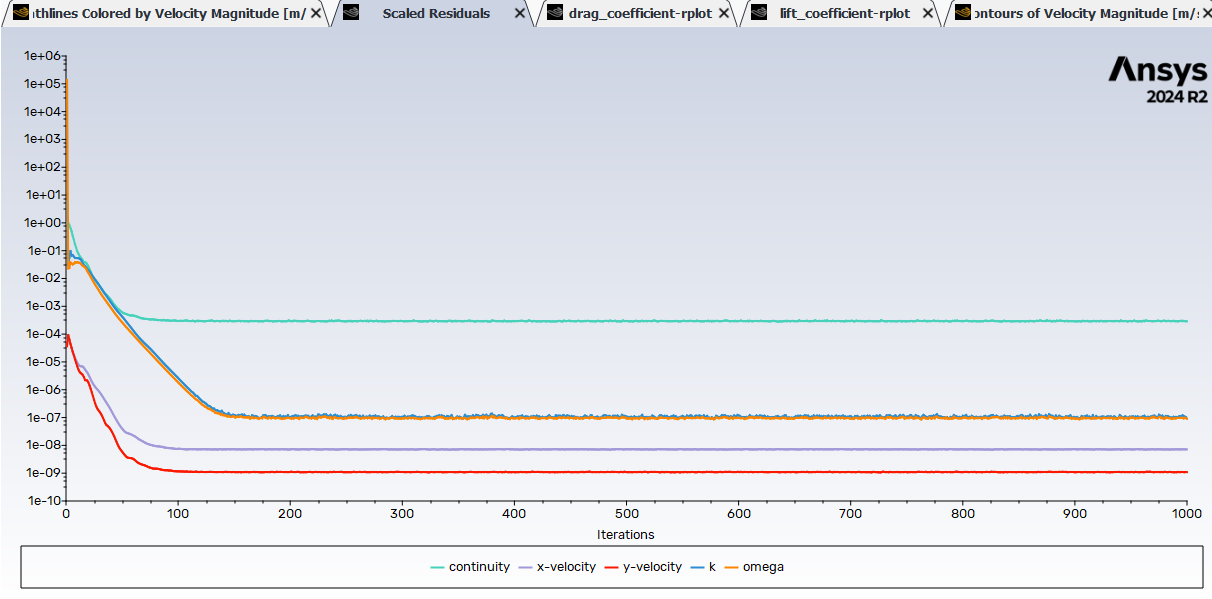 thlines Colored by Velocity Magnitude [m/
Scaled Residuals
drag_coefficient-rplot
lift_coefficient-rplot
ontours of Velocity Magnitude [m/s
Ansys
2024 R2
1e+06
1e+05
1e+04
1e+03
1e+02
1e+01
1e+00
1e-01
1e-02
1e-03
1e-04
1e-05
1e-06
1e-07
1e-08
1e-09
1e-10
0 100 200 300 400 500 600 700 800 900 1000
Iterations
continuity x-velocity y-velocity k omega